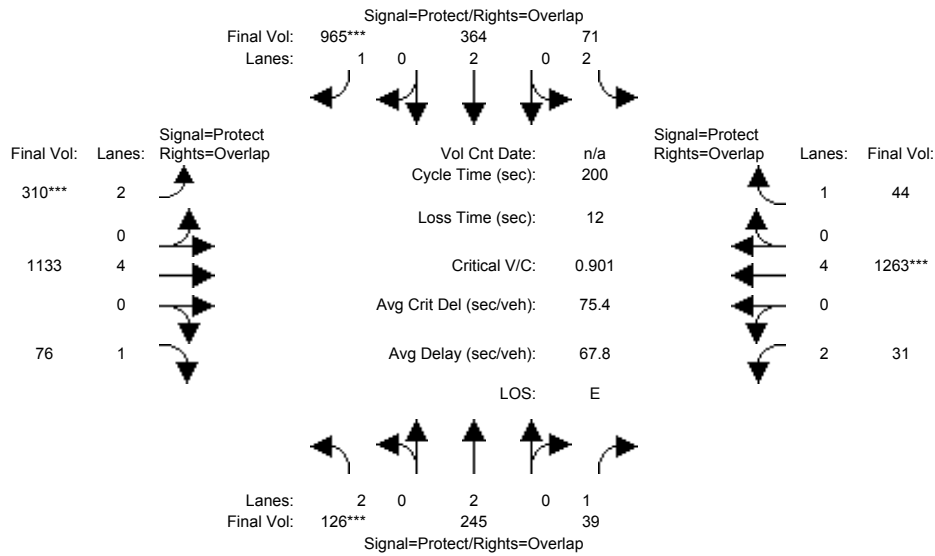 Signal=Protect/Rights=Overlap
Final Vol: 965*** 364 71
Lanes: 1 0 2 0 2
Signal=Protect Signal=Protect
Final Vol: Lanes: Rights=Overlap Vol Cnt Date: n/a Rights=Overlap Lanes: Final Vol:
Cycle Time (sec): 200
310*** 2 1 44
Loss Time (sec): 12
0 0
1133 4 Critical V/C: 0.901 4 1263***
0 Avg Crit Del (sec/veh): 75.4 0
76 1 Avg Delay (sec/veh): 67.8 2 31
LOS: E
Lanes: 2 0 2 0 1
Final Vol: 126*** 245 39
Signal=Protect/Rights=Overlap